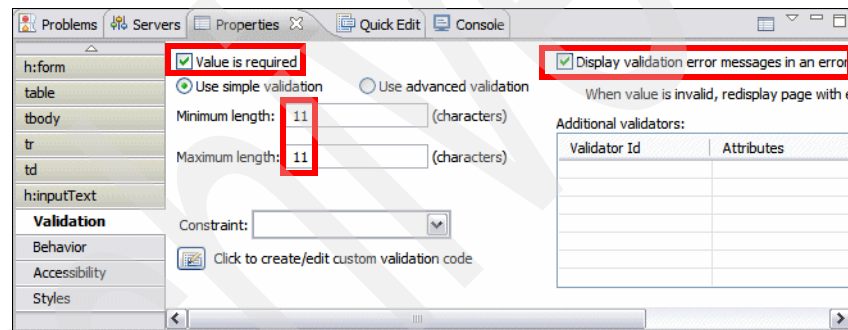 Problems Servers Properties Quick Edit Console
h:form
table
tbody
tr
td
h:inputText
Validation
Behavior
Accessibility
Styles
Value is required
Use simple validation Use advanced validation
Minimum length: 11 (characters)
Maximum length: 11 (characters)
Constraint:
Click to create/edit custom validation code
Display validation error messages in an error
When value is invalid, redisplay page with e
Additional validators:
Validator Id Attributes